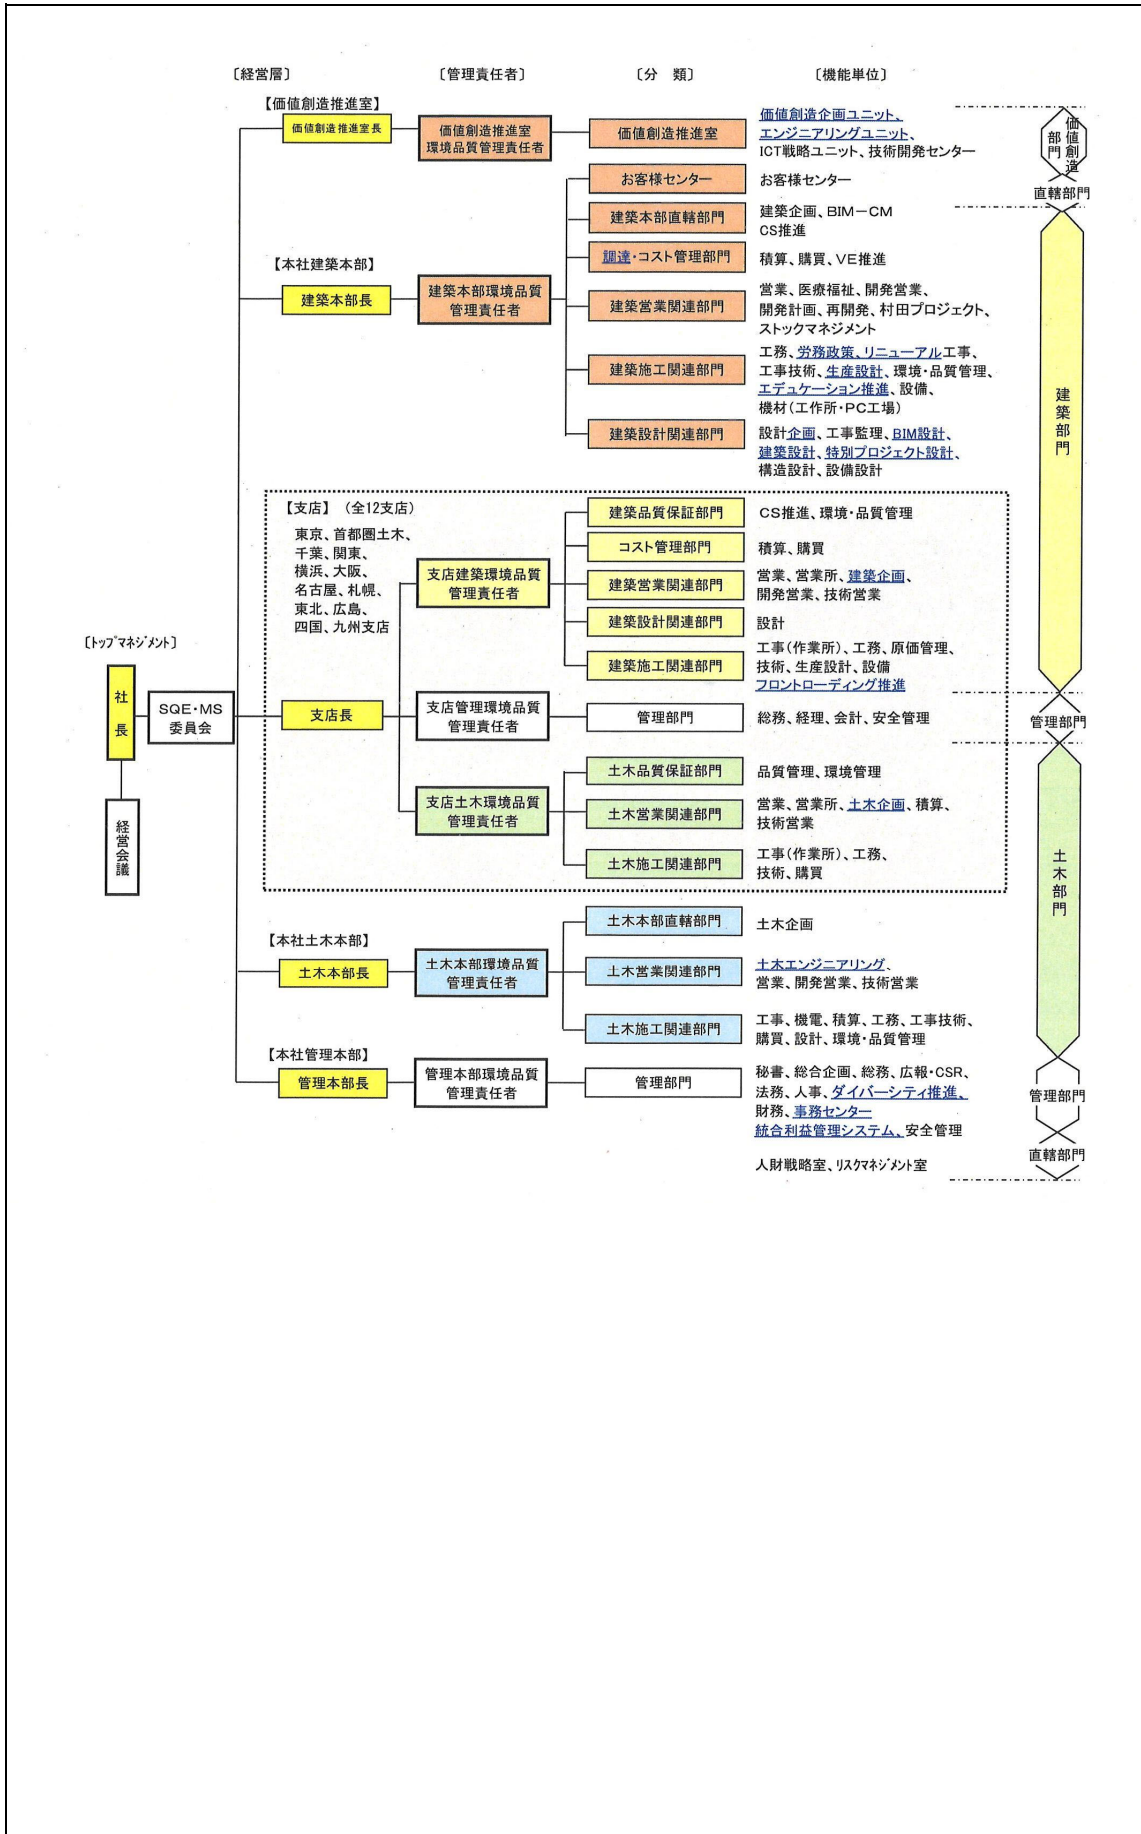 〔経営層〕
〔管理責任者〕
〔分　類〕
〔機能単位〕
【価値創造推進室】
価値創造推進室長
価値創造推進室
環境品質管理責任者
価値創造推進室
価値創造企画ユニット、
エンジニアリングユニット、
ICT戦略ユニット、技術開発センター
価値創造
部門
お客様センター
お客様センター
直轄部門
建築本部直轄部門
建築企画、BIM－CM
CS推進
【本社建築本部】
建築本部長
建築本部環境品質
管理責任者
調達・コスト管理部門
積算、購買、VE推進
建築営業関連部門
営業、医療福祉、開発営業、
開発計画、再開発、村田プロジェクト、
ストックマネジメント
建築施工関連部門
工務、労務政策、リニューアル工事、
工事技術、生産設計、環境・品質管理、
エデュケーション推進、設備、
機材（工作所・PC工場）
建築設計関連部門
設計企画、工事監理、BIM設計、
建築設計、特別プロジェクト設計、
構造設計、設備設計
建築部門
【支店】（全12支店）
東京、首都圏土木、
千葉、関東、
横浜、大阪、
名古屋、札幌、
東北、広島、
四国、九州支店
支店建築環境品質
管理責任者
建築品質保証部門
CS推進、環境・品質管理
コスト管理部門
積算、購買
建築営業関連部門
営業、営業所、建築企画、
開発営業、技術営業
建築設計関連部門
設計
建築施工関連部門
工事（作業所）、工務、原価管理、
技術、生産設計、設備
フロントローディング推進
〔トップマネジメント〕
社長
SQE・MS
委員会
経営会議
支店長
支店管理環境品質
管理責任者
管理部門
総務、経理、会計、安全管理
管理部門
支店土木環境品質
管理責任者
土木品質保証部門
品質管理、環境管理
土木営業関連部門
営業、営業所、土木企画、積算、
技術営業
土木施工関連部門
工事（作業所）、工務、
技術、購買
土木部門
【本社土木本部】
土木本部長
土木本部環境品質
管理責任者
土木本部直轄部門
土木企画
土木営業関連部門
土木エンジニアリング、
営業、開発営業、技術営業
土木施工関連部門
工事、機電、積算、工務、工事技術、
購買、設計、環境・品質管理
【本社管理本部】
管理本部長
管理本部環境品質
管理責任者
管理部門
秘書、総合企画、総務、広報・CSR、
法務、人事、ダイバーシティ推進、
財務、事務センター
統合利益管理システム、安全管理
管理部門
人財戦略室、リスクマネジメント室
直轄部門